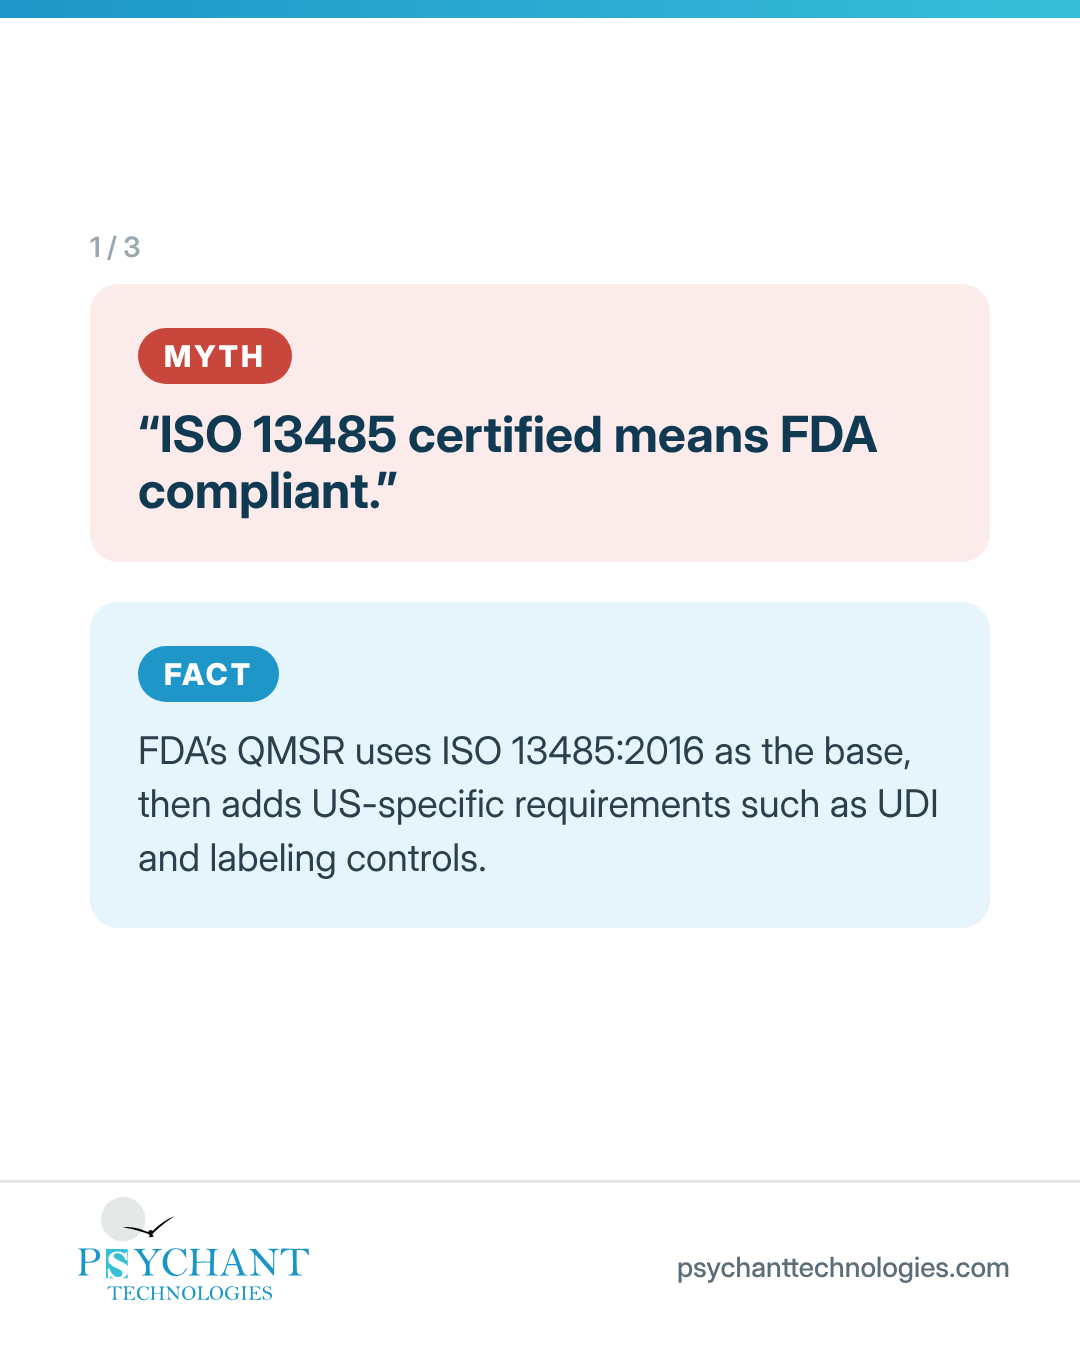 1 / 3
MYTH
“ISO 13485 certified means FDA
compliant.”
FACT
FDA’s QMSR uses ISO 13485:2016 as the base,
then adds US-specific requirements such as UDI
and labeling controls.
PSYCHANT
TECHNOLOGIES
psychanttechnologies.com